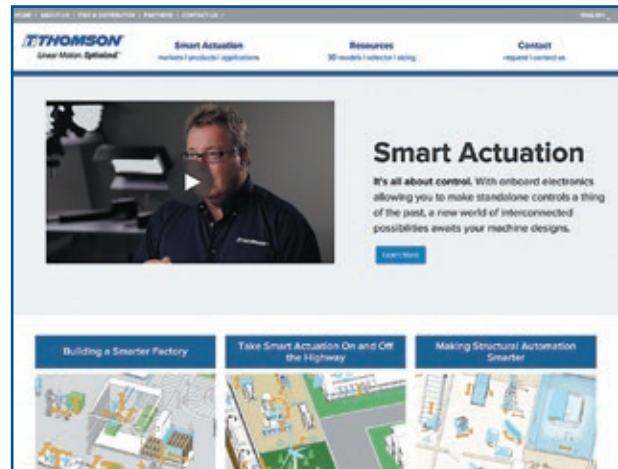 HOME | ABOUT US | FIND A DISTRIBUTOR | PARTNERS | CONTACT US /
ENGLISH
THOMSON
Linear Motion. Optimized.
Smart Actuation
markets | products | applications
Resources
3D models | selector | sizing
Contact
request | contact us
Smart Actuation
It's all about control. With onboard electronics
allowing you to make standalone controls a thing
of the past, a new world of interconnected
possibilities awaits your machine designs.
Learn More
Building a Smarter Factory
Take Smart Actuation On and Off
the Highway
Making Structural Automation
Smarter